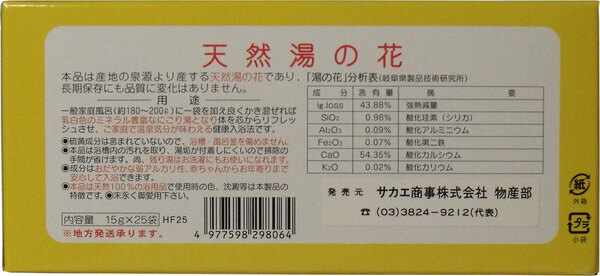 天然湯の花
本品は産地の泉源より産する天然湯の花であり、
長期保存にも品質に変化はありません。
用途
一般家庭風呂(約180〜200ℓ)に一袋を加え良くかき混ぜれば
乳白色のミネラル豊富なにごり湯となり体を芯からリフレッ
シュさせ、ご家庭で温泉気分が味わえる健康入浴法です。
●硫黄成分は含まれていないので、浴槽・風呂釜を傷めません。
●本品は浴槽内の汚れを取り、湯垢が付着しにくいので掃除の
手間が省けます。尚、残り湯はお洗濯にもお使いになれます。
●成分はおだやかな弱アルカリ性、赤ちゃんからお年寄りまで
安心して入浴できます。
●本品は天然100%の浴用品で使用時の色、沈澱等は本製品の
特徴です。●末永く御愛用下さい。
内容量 15g×25袋 HF25
※地方発送承ります。
4 977598 298064
「湯の花」分析表(岐阜県製品技術研究所)
成分 含有量 摘要
Ig.loss 43.88% 強熱減量
SiO2 0.98% 酸化珪素(シリカ)
Al2O3 0.09% 酸化アルミニウム
Fe2O3 0.07% 酸化第二鉄
CaO 54.35% 酸化カルシウム
K2O 0.02% 酸化カリウム
発売元 サカエ商事株式会社 物産部
☎(03)3824-9212(代表)
紙
外箱
プラ
小袋